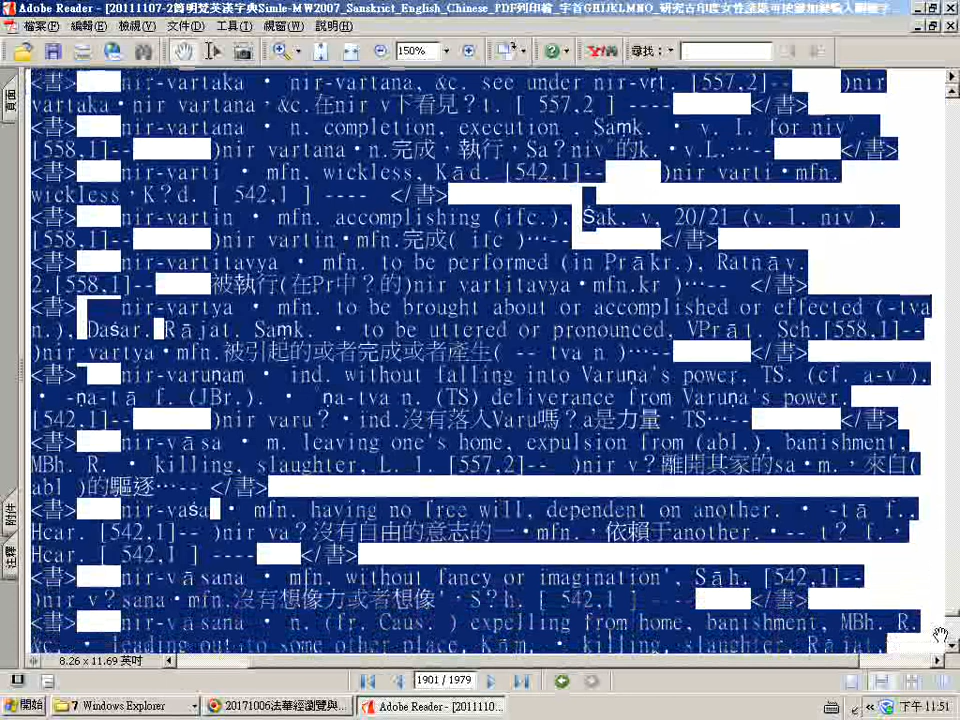 Adobe Reader - [20111107-2簡明梵英漢字典Simle-MW2007_Sanskrict_English_Chinese_PDF列印檔_字首GHIJKLMNO_
檔案(F) 編輯(E) 檢視(V) 文件(D) 工具(T) 視窗(W) 說明(H)
150% 尋找：
頁面
<書> nir-vartaka • nir-vartana, &c. see under nir-vṛt. [557,2]-- )nir
vartaka•nir vartana，&c.在nir v下看見？t. [ 557,2 ] ---- </書>
<書> nir-vartana • n. completion, execution , Saṃk. • v. l. for niv°.
[558,1]-- )nir vartana•n.完成，執行，Sa？niv°的k.•v.L.…-- </書>
<書> nir-varti • mfn. wickless, Kād. [542,1]-- )nir varti•mfn.
wickless，K？d. [ 542,1 ] ---- </書>
<書> nir-vartin • mfn. accomplishing (ifc.), Śak. v, 20/21 (v. l. niv°).
[558,1]-- )nir vartin•mfn.完成( ifc )…-- </書>
<書> nir-vartitavya • mfn. to be performed (in Prākr.), Ratnāv.
2.[558,1]-- 被執行(在Pr中？的)nir vartitavya•mfn.kr )…-- </書>
<書> nir-vartya • mfn. to be brought about or accomplished or effected (-tva
n.), Daśar. Rājat. Saṃk. • to be uttered or pronounced, VPrāt. Sch.[558,1]--
)nir vartya•mfn.被引起的或者完成或者產生( -- tva n )…-- </書>
<書> nir-varuṇam • ind. without falling into Varuṇa's power. TS. (cf. a-v°),
• -ṇa-tā f. (JBr.). • ṇa-tva n. (TS) deliverance from Varuṇa's power.
[542,1]-- )nir varu？•ind.沒有落入Varu嗎？a是力量，TS…-- </書>
<書> nir-vāsa • m. leaving one's home, expulsion from (abl.), banishment,
MBh. R. • killing, slaughter, L. l. [557,2]-- )nir v？離開其家的sa•m.，來自(
abl )的驅逐…-- </書>
<書> nir-vaśa • mfn. having no free will, dependent on another. • -tā f.,
Hcar. [542,1]-- )nir va？沒有自由的意志的一•mfn.，依賴于another.•-- t？ f.，
Hcar. [ 542,1 ] ---- </書>
<書> nir-vāsana • mfn. without fancy or imagination', Sāh. [542,1]--
)nir v？sana•mfn.沒有想像力或者想像'，S？h. [ 542,1 ] ---- </書>
<書> nir-vāsana • n. (fr. Caus. ) expelling from home, banishment, MBh. R.
&c. • leading out to some other place, Kām. • killing, slaughter, Rājat,
附件
注釋
8.26 x 11.69 英吋
1901 / 1979
開始 7 Windows Explorer 20171006法華經瀏覽與... Adobe Reader - [2011110... 下午 11:51